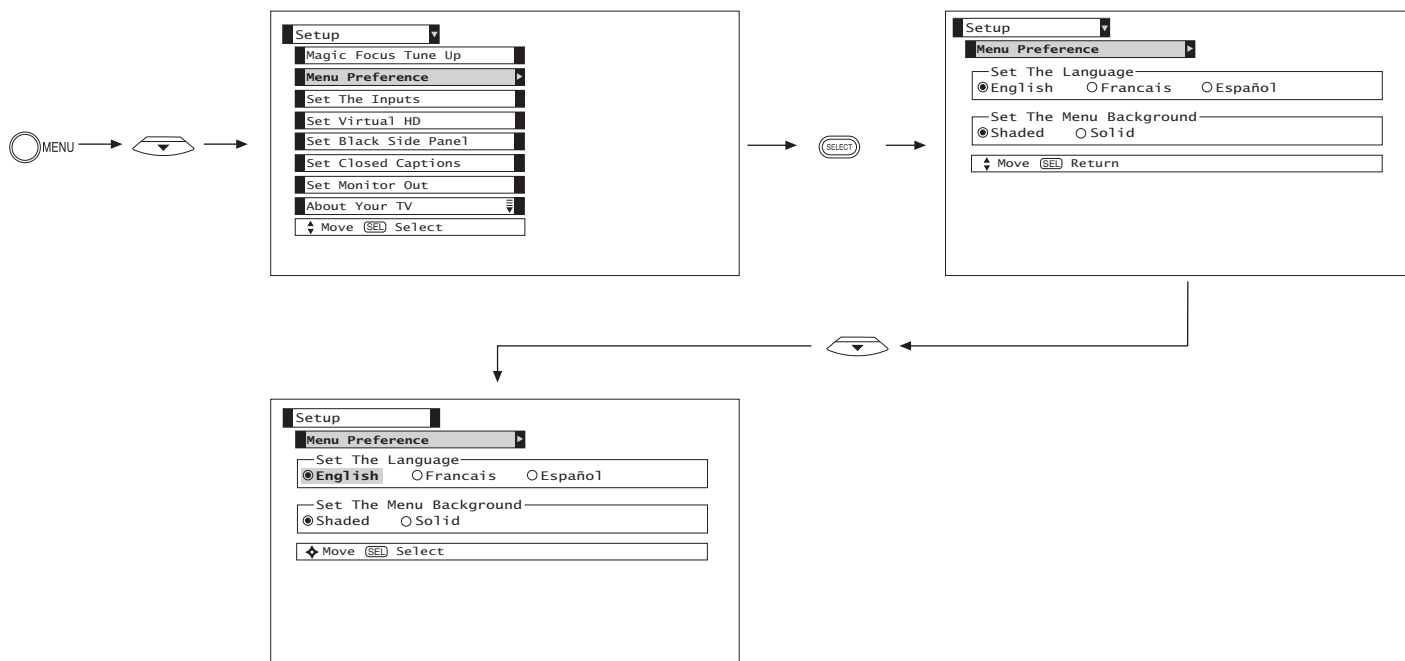 MENU
Setup
Magic Focus Tune Up
Menu Preference
Set The Inputs
Set Virtual HD
Set Black Side Panel
Set Closed Captions
Set Monitor Out
About Your TV
Move SEL Select
SELECT
Setup
Menu Preference
Set The Language
English Francais Español
Set The Menu Background
Shaded Solid
Move SEL Return
Setup
Menu Preference
Set The Language
English Francais Español
Set The Menu Background
Shaded Solid
Move SEL Select